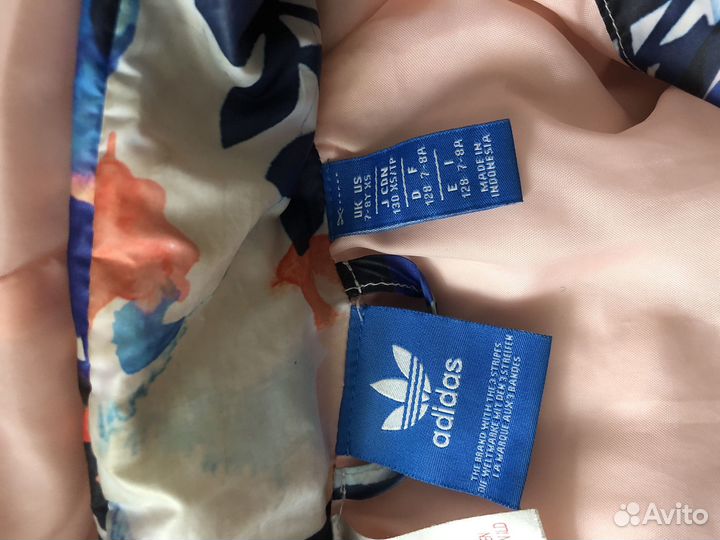 UK US
7-8Y XS
J CDN
130 XS/TP
D F
128 7-8A
E I
128 7-8A
MADE IN
INDONESIA
adidas
THE BRAND WITH THE 3 STRIPES
DIE WELTMARKE MIT DEN 3 STREIFEN
LA MARQUE AUX 3 BANDES
Avito